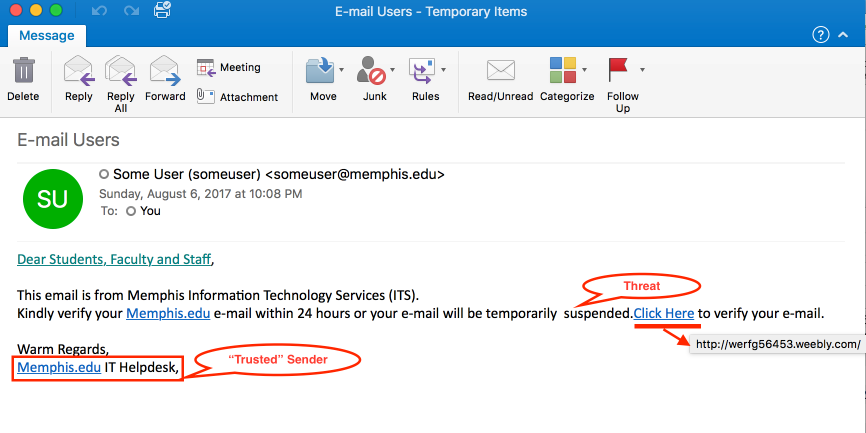 E-mail Users - Temporary Items
Message
?
Delete
Reply
Reply All
Forward
Meeting
Attachment
Move
Junk
Rules
Read/Unread
Categorize
Follow Up
E-mail Users
SU
Some User (someuser) <someuser@memphis.edu>
Sunday, August 6, 2017 at 10:08 PM
To: You
Dear Students, Faculty and Staff,
Threat
This email is from Memphis Information Technology Services (ITS).
Kindly verify your Memphis.edu e-mail within 24 hours or your e-mail will be temporarily suspended.Click Here to verify your e-mail.
http://werfg56453.weebly.com/
Warm Regards,
“Trusted” Sender
Memphis.edu IT Helpdesk,